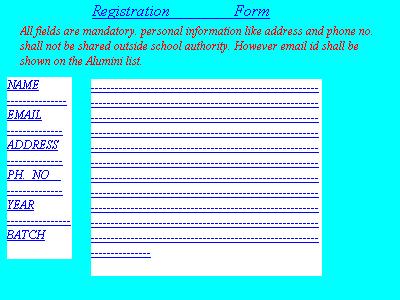 Registration Form
All fields are mandatory. personal information like address and phone no.
shall not be shared outside school authority. However email id shall be
shown on the Alumini list.
NAME
---------------
EMAIL
--------------
ADDRESS
--------------
PH. NO
--------------
YEAR
----------------
BATCH